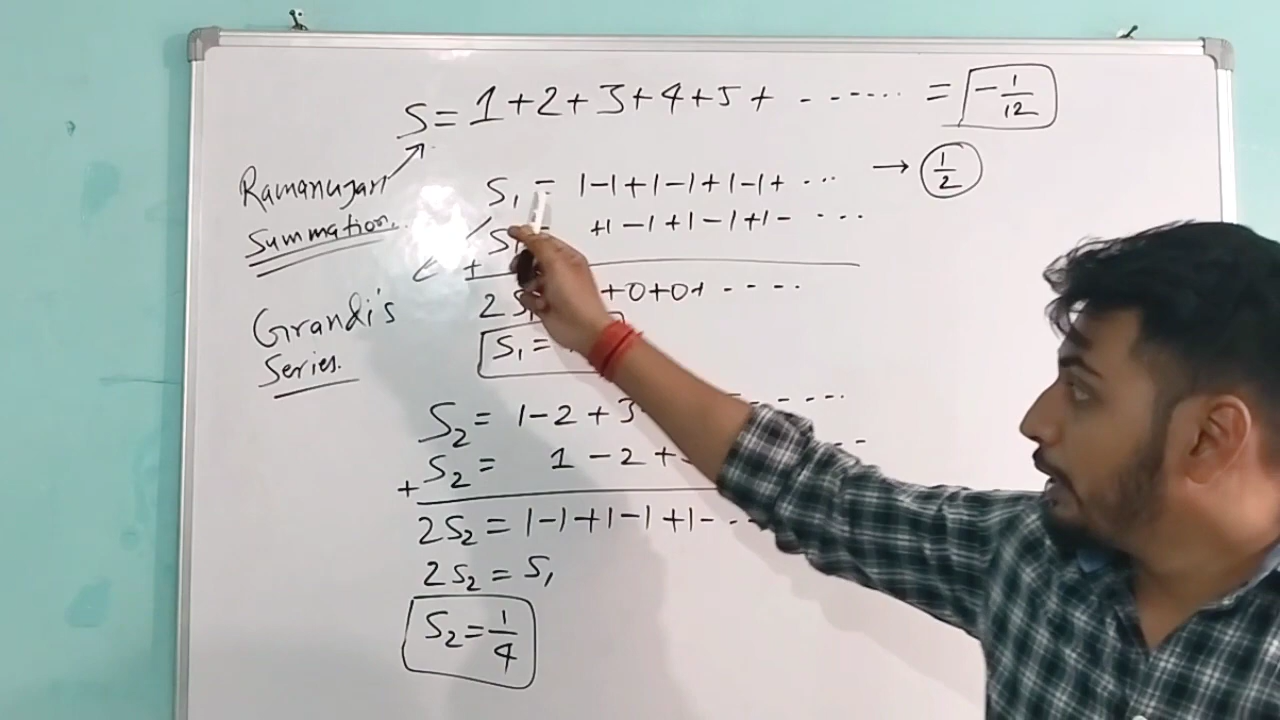 S = 1+2+3+4+5+ ....... = -1/12
Ramanujan
Summation.
S₁ = 1-1+1-1+1-1+ ... → 1/2
S₁ = +1-1+1-1+1- ....
+
2S₁ +0+0+ .....
Grandi's
Series.
S₁ =
S₂ = 1-2+3
S₂ = 1-2+
+
2S₂ = 1-1+1-1+1-
2S₂ = S₁
S₂ = 1/4